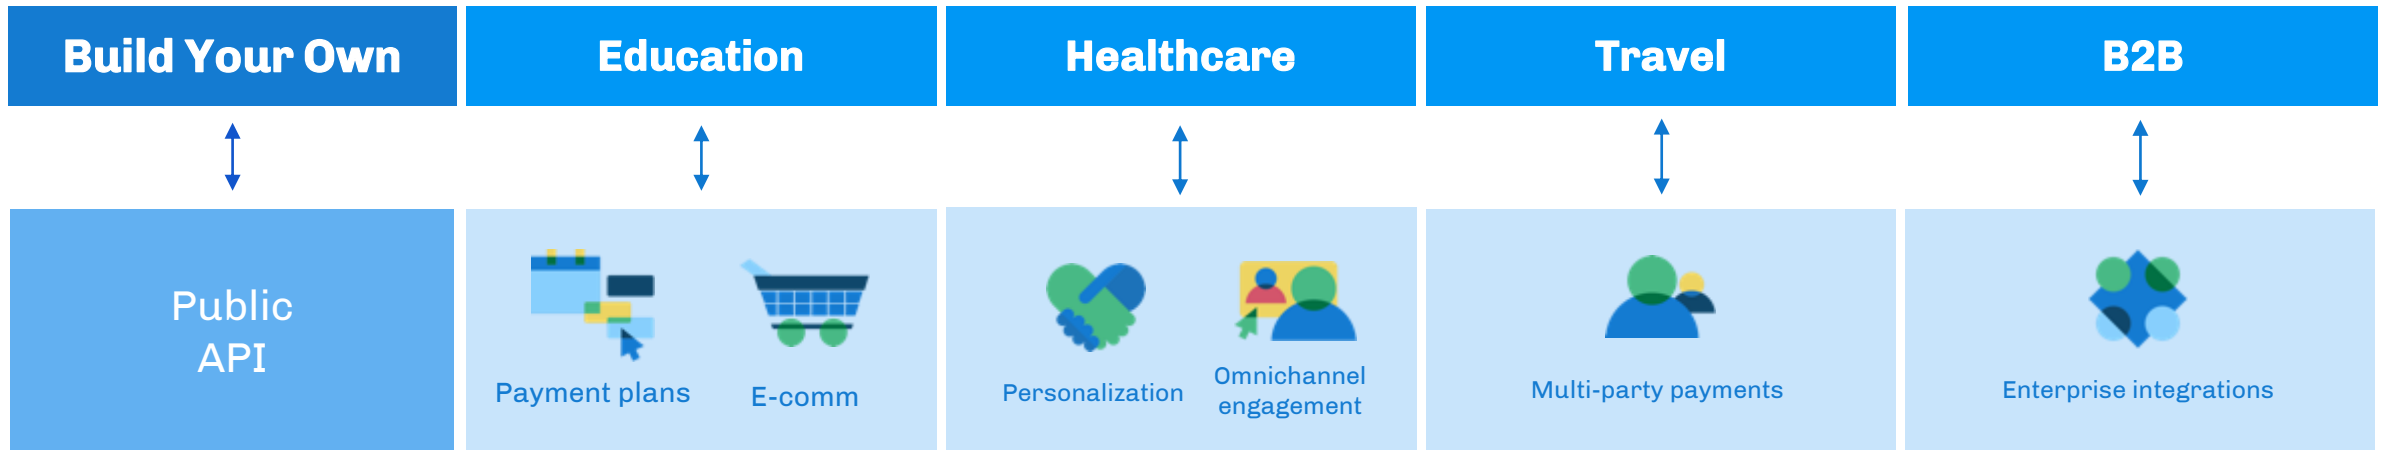 Build Your Own
Education
Healthcare
Travel
B2B
Public
API
Payment plans
E-comm
Personalization
Omnichannel
engagement
Multi-party payments
Enterprise integrations